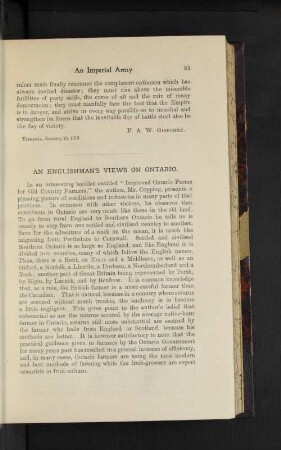 An Imperial Army 63
ralism must finally renounce the complacent optimism which has
always invited disaster; they must rise above the miserable
futilities of party strife, the curse of all and the ruin of many
democracies; they must manfully face the fact that the Empire
is in danger, and strive in every way possible so to marshal and
strengthen its forces that the inevitable day of battle shall also be
the day of victory.
F. A. W.
January
AN ENGLISHMAN'S VIEWS ON ONTARIO.
In an interesting booklet entitled "Improved Ontario Farms
for Old Country Farmers," the author, Mr. Copping, presents a
pleasing picture of conditions and industries in many parts of that
province. In common with other visitors, he observes that
conditions in Ontario are very much like those in the old land.
To go from rural England to Southern Ontario he tells us is
merely to step from one settled and civilised country to another.
Save for the adventure of a week on the ocean, it is much like
migrating from Portsdown to Cornwall. Settled and civilised
Southern Ontario is as large as England, and like England it is
divided into counties, many of which follow the English names.
Thus, there is a Kent, an Essex and a Middlesex, as well as an
Oxford, a Norfolk, a Lincoln, a Durham, a Northumberland and a
York; another part of Great Britain being represented by Perth,
by Elgin, by Lanark, and by Renfrew. It is common knowledge
that, as a rule, the British farmer is a more careful farmer than
the Canadian. That is natural, because in a country where returns
are secured without much trouble, the tendency is to become
a little negligent. This gives point to the author's belief that
substantial as are the returns secured by the average native-born
farmer in Ontario, returns still more substantial are secured by
the farmer who hails from England or Scotland, because his
methods are better. It is however satisfactory to note that the
practical guidance given to farmers by the Ontario Government
for many years past has resulted in a general increase of efficiency,
and, in many cases, Ontario farmers are using the most modern
and best methods of farming while the fruit-growers are expert
scientists in fruit culture.